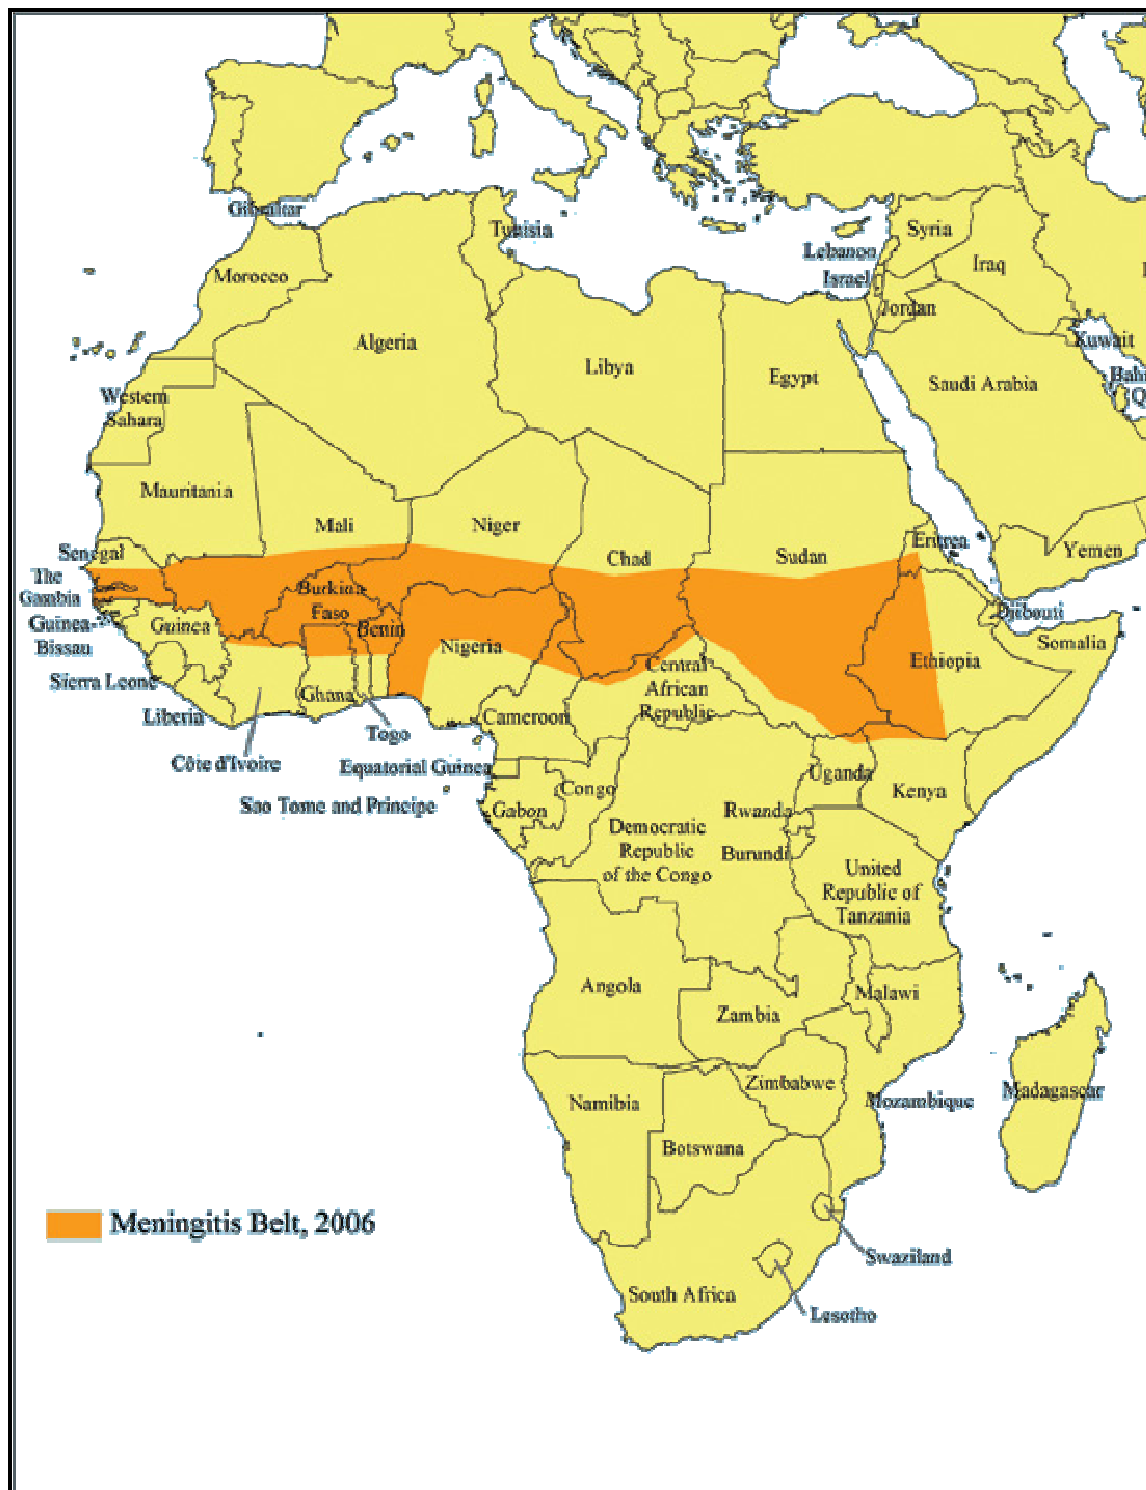 Gibraltar
Tunisia
Syria
Lebanon
Iraq
Israel
Morocco
Jordan
Algeria
Kuwait
Libya
Egypt
Saudi Arabia
Bahi
Q
Western
Sahara
Mauritania
Mali
Niger
Chad
Sudan
Eritrea
Yemen
Senegal
The
Gambia
Burkina
Faso
Djibouti
Guinea-
Bissau
Guinea
Benin
Nigeria
Ethiopia
Somalia
Sierra Leone
Central
African
Republic
Ghana
Liberia
Cameroon
Togo
Côte d'Ivoire
Equatorial Guinea
Uganda
Congo
Kenya
Sao Tome and Principe
Gabon
Rwanda
Democratic
Republic
of the Congo
Burundi
United
Republic of
Tanzania
Angola
Malawi
Zambia
Zimbabwe
Namibia
Mozambique
Madagascar
Botswana
Meningitis Belt, 2006
Swaziland
South Africa
Lesotho